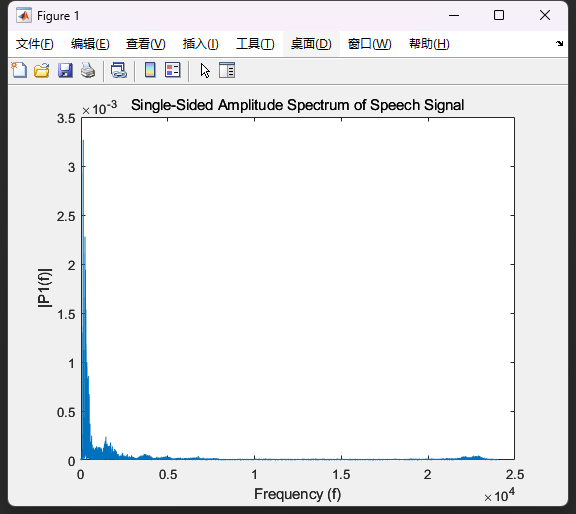 Figure 1
文件(F) 编辑(E) 查看(V) 插入(I) 工具(T) 桌面(D) 窗口(W) 帮助(H)
×10⁻³ Single-Sided Amplitude Spectrum of Speech Signal
3.5
3
2.5
2
1.5
1
0.5
0
|P1(f)|
0 0.5 1 1.5 2 2.5
Frequency (f) ×10⁴